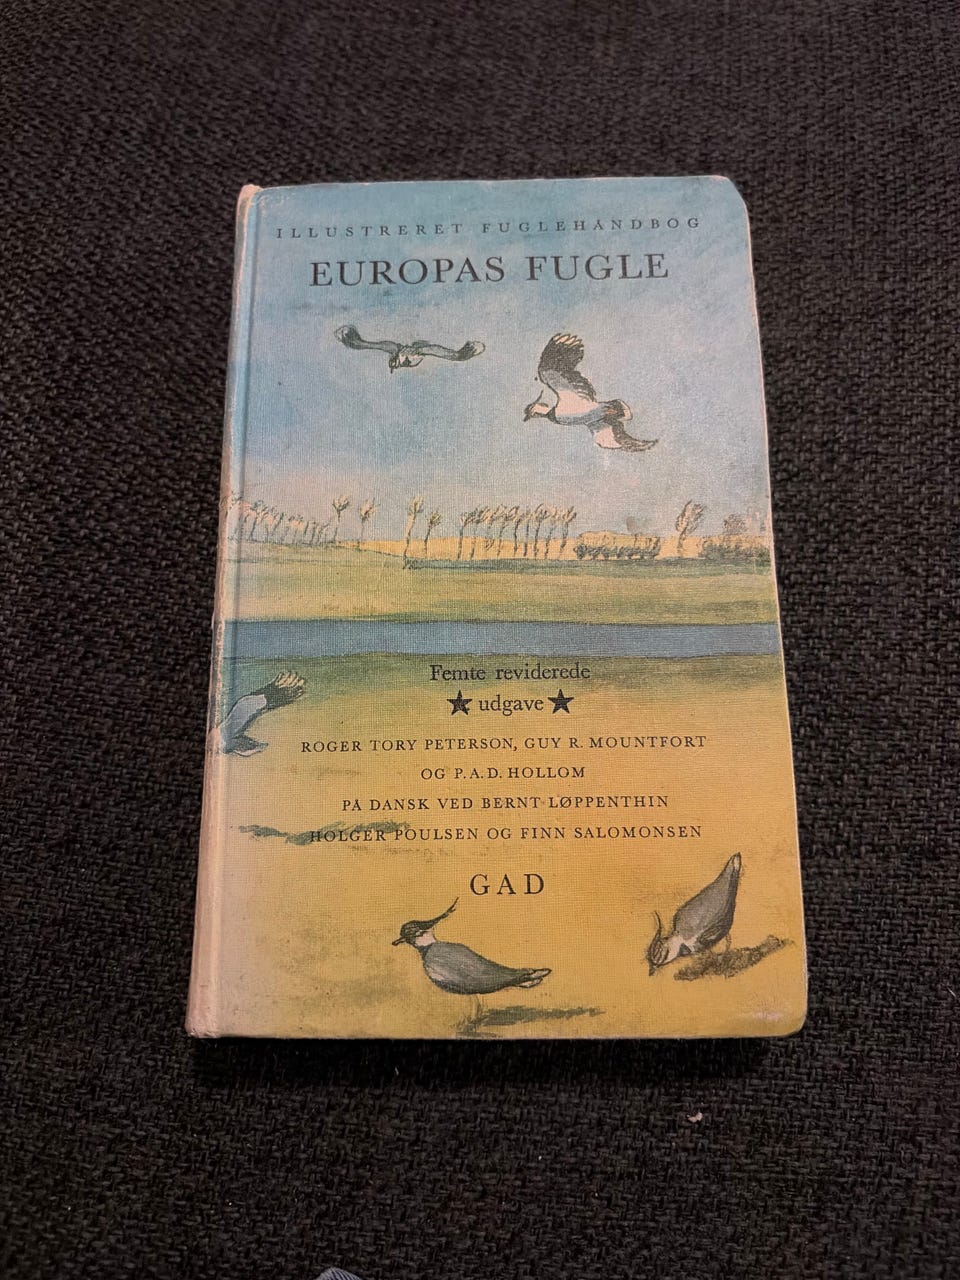 ILLUSTRERET FUGLEHÅNDBOG
EUROPAS FUGLE
Femte reviderede
★ udgave ★
ROGER TORY PETERSON, GUY R. MOUNTFORT
OG P.A.D. HOLLOM
PÅ DANSK VED BERNT LØPPENTHIN
HOLGER POULSEN OG FINN SALOMONSEN
GAD